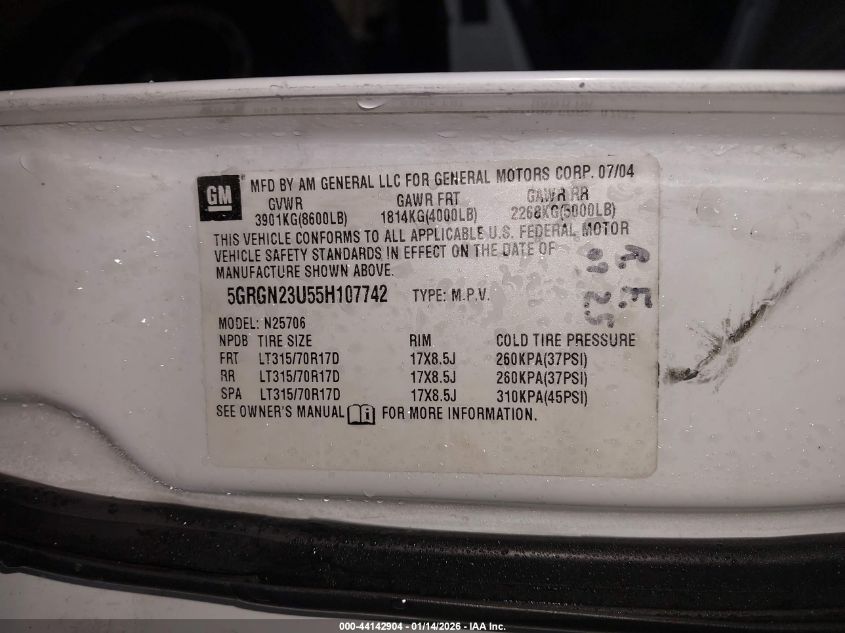 GM
MFD BY AM GENERAL LLC FOR GENERAL MOTORS CORP. 07/04
GVWR GAWR FRT GAWR RR
3901KG(8600LB) 1814KG(4000LB) 2268KG(5000LB)
THIS VEHICLE CONFORMS TO ALL APPLICABLE U.S. FEDERAL MOTOR
VEHICLE SAFETY STANDARDS IN EFFECT ON THE DATE OF
MANUFACTURE SHOWN ABOVE.
5GRGN23U55H107742 TYPE: M.P.V.
MODEL: N25706
NPDB TIRE SIZE RIM COLD TIRE PRESSURE
FRT LT315/70R17D 17X8.5J 260KPA(37PSI)
RR LT315/70R17D 17X8.5J 260KPA(37PSI)
SPA LT315/70R17D 17X8.5J 310KPA(45PSI)
SEE OWNER'S MANUAL FOR MORE INFORMATION.
R.E.
000-44142904 - 01/14/2026 - IAA Inc.